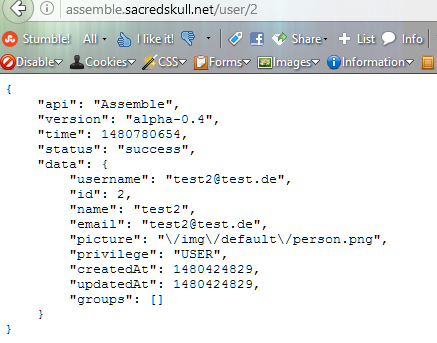 assemble.sacredskull.net/user/2
Stumble! All I like it! Share List Info
Disable Cookies CSS Forms Images Information
{
    "api": "Assemble",
    "version": "alpha-0.4",
    "time": 1480780654,
    "status": "success",
    "data": {
        "username": "test2@test.de",
        "id": 2,
        "name": "test2",
        "email": "test2@test.de",
        "picture": "\/img\/default\/person.png",
        "privilege": "USER",
        "createdAt": 1480424829,
        "updatedAt": 1480424829,
        "groups": []
    }
}